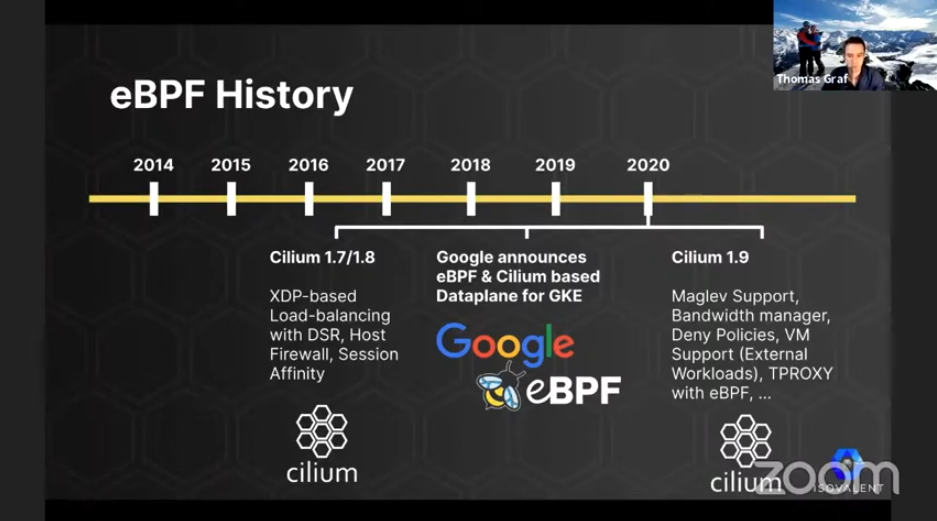 Thomas Graf
eBPF History
2014 2015 2016 2017 2018 2019 2020
Cilium 1.7/1.8
XDP-based
Load-balancing
with DSR, Host
Firewall, Session
Affinity
cilium
Google announces
eBPF & Cilium based
Dataplane for GKE
Google
eBPF
Cilium 1.9
Maglev Support,
Bandwidth manager,
Deny Policies, VM
Support (External
Workloads), TPROXY
with eBPF, ...
cilium
zoom
ISOVALENT